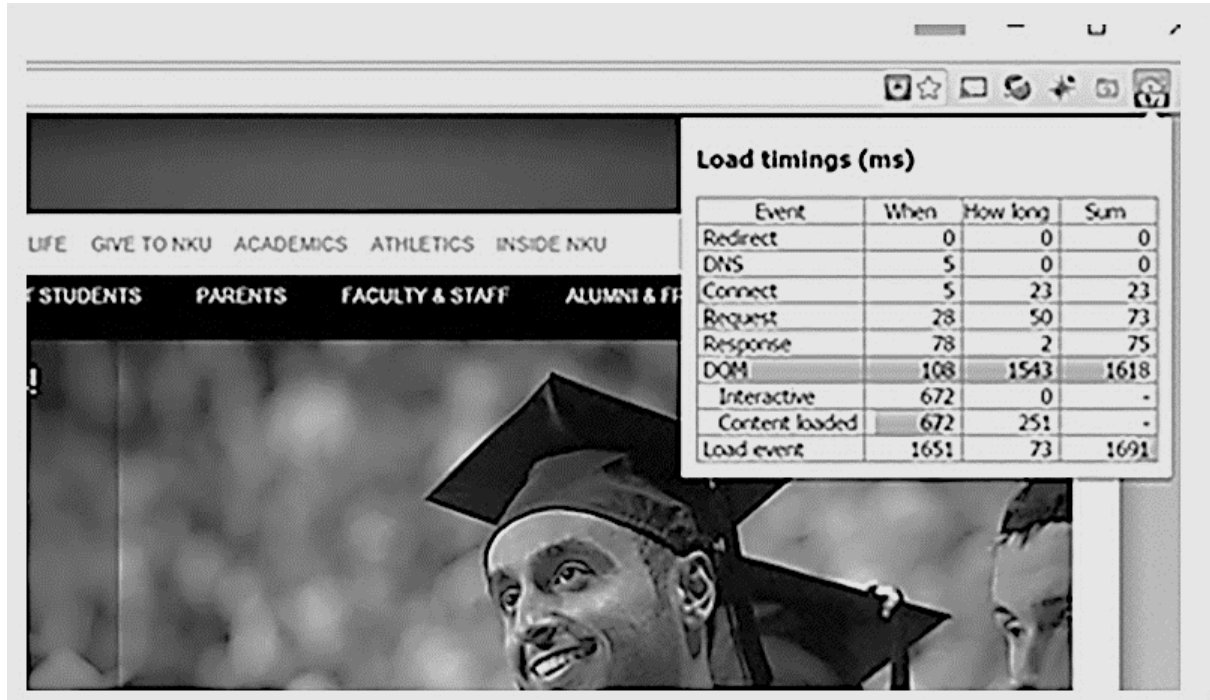 Load timings (ms)
Event When How long Sum
Redirect 0 0 0
DNS 5 0 0
Connect 5 23 23
Request 28 50 73
Response 78 2 75
DOM 108 1543 1618
Interactive 672 0 -
Content loaded 672 251 -
Load event 1651 73 1691
LIFE GIVE TO NKU ACADEMICS ATHLETICS INSIDE NKU
STUDENTS PARENTS FACULTY & STAFF ALUMNI &
!